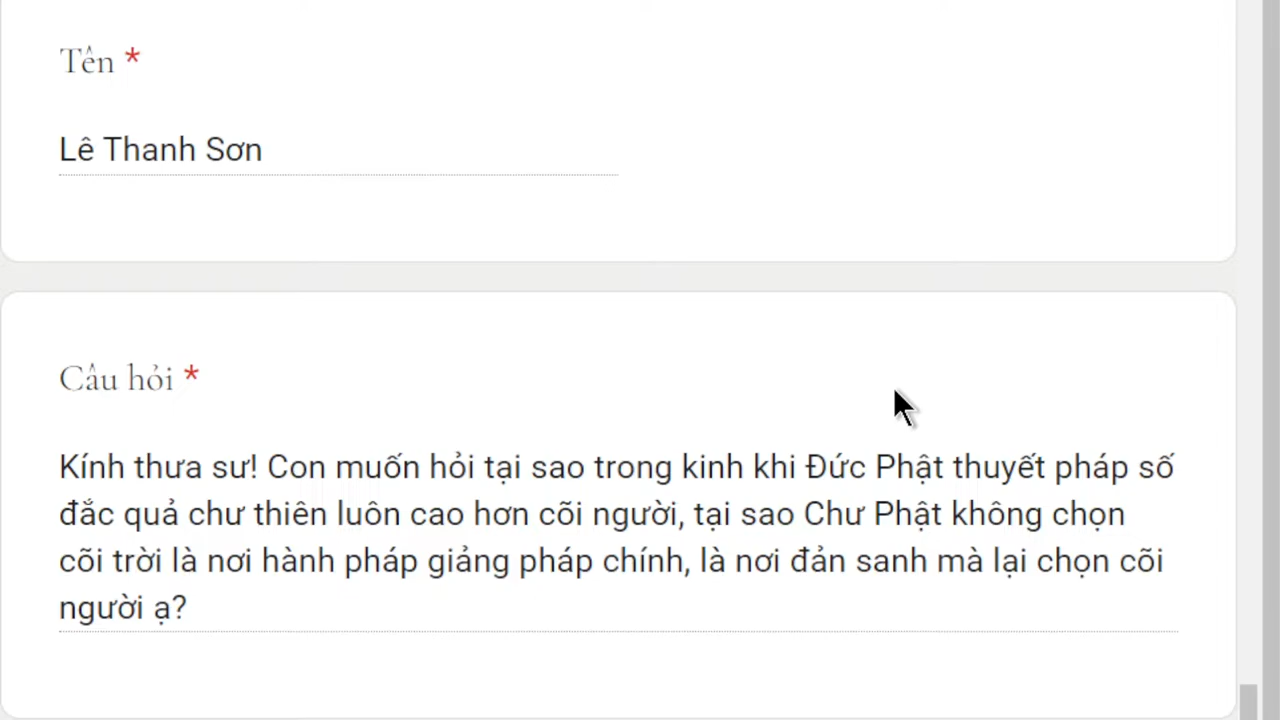 Tên *
Lê Thanh Sơn
Câu hỏi *
Kính thưa sư! Con muốn hỏi tại sao trong kinh khi Đức Phật thuyết pháp số
đắc quả chư thiên luôn cao hơn cõi người, tại sao Chư Phật không chọn
cõi trời là nơi hành pháp giảng pháp chính, là nơi đản sanh mà lại chọn cõi
người ạ?